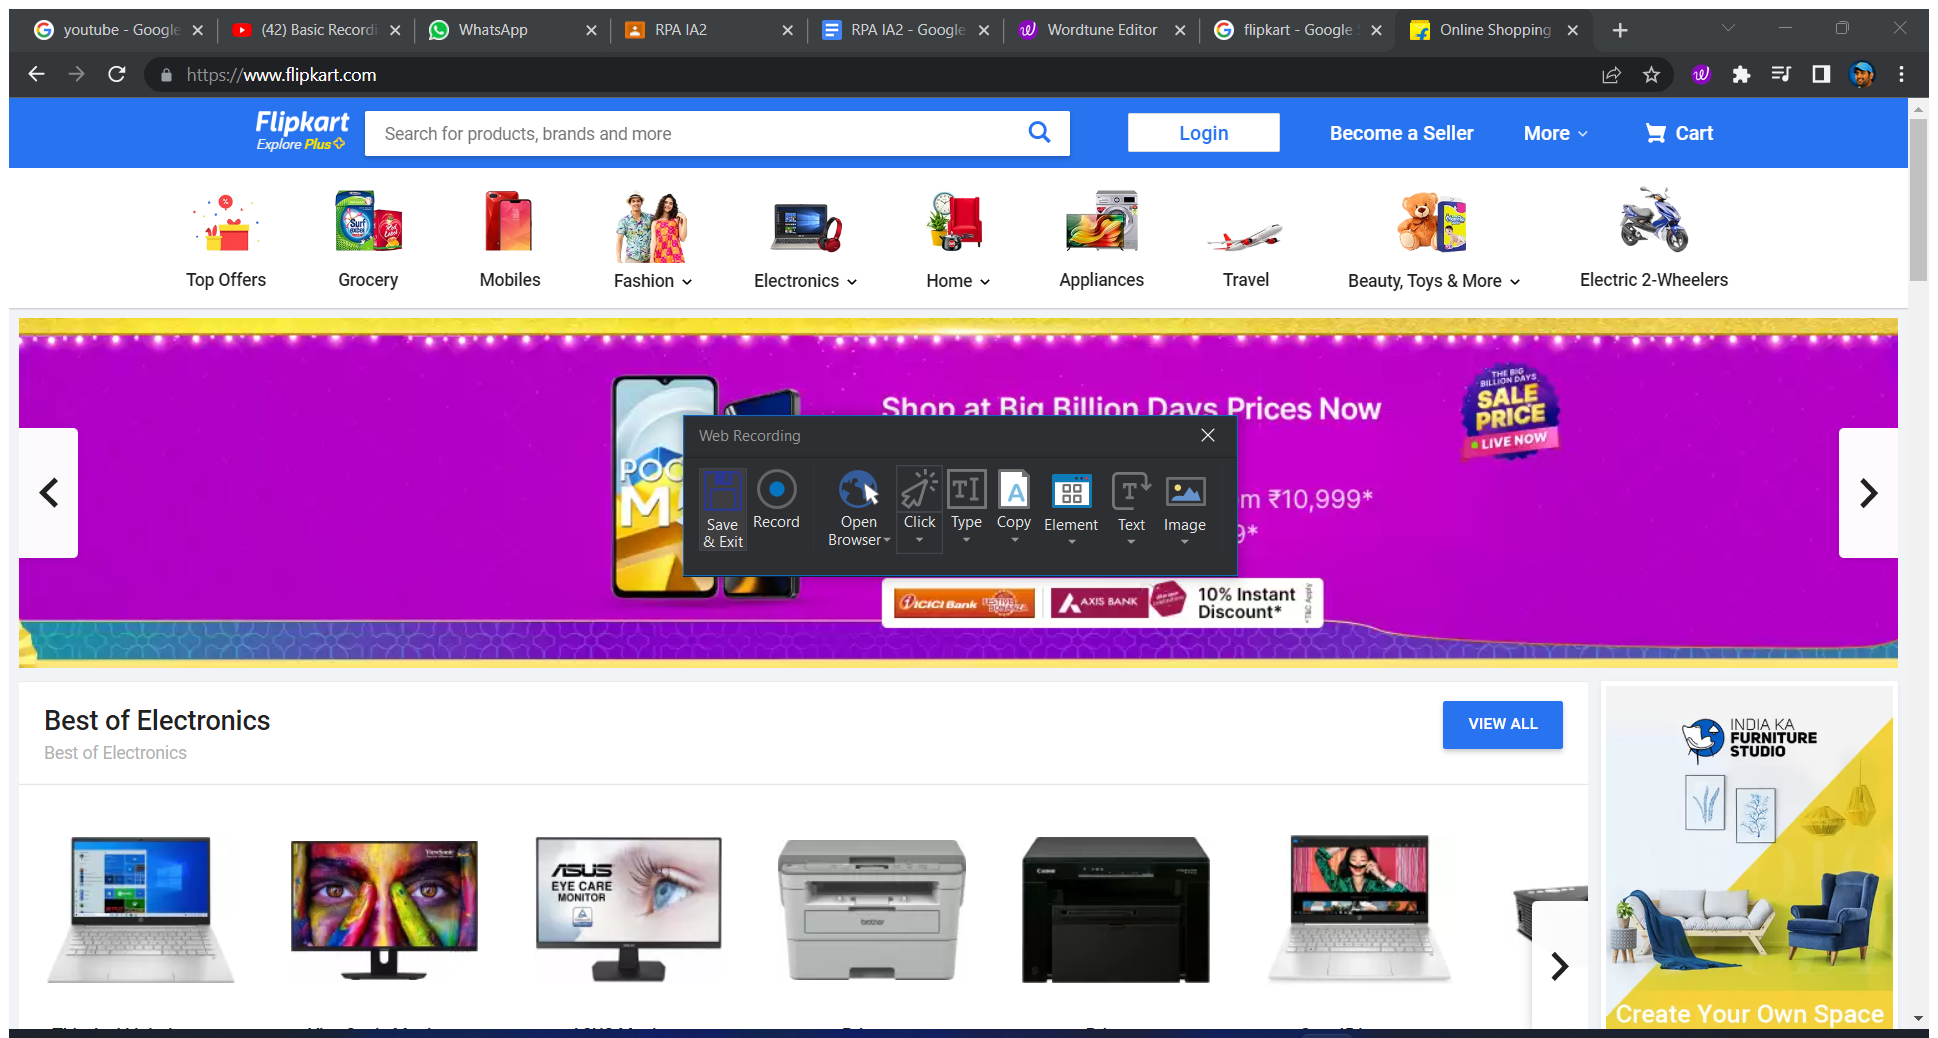 youtube - Google
(42) Basic Recordi
WhatsApp
RPA IA2
RPA IA2 - Google
Wordtune Editor
flipkart - Google
Online Shopping
https://www.flipkart.com
Flipkart
Explore Plus
Search for products, brands and more
Login
Become a Seller
More
Cart
Top Offers
Grocery
Mobiles
Fashion
Electronics
Home
Appliances
Travel
Beauty, Toys & More
Electric 2-Wheelers
Shop at Big Billion Days Prices Now
THE BIG
BILLION DAYS
SALE
PRICE
LIVE NOW
POC
M
m ₹10,999*
9*
Web Recording
Save
& Exit
Record
Open
Browser
Click
Type
Copy
Element
Text
Image
ICICI Bank
AXIS BANK
10% Instant
Discount*
*T&C Apply
Best of Electronics
Best of Electronics
VIEW ALL
INDIA KA
FURNITURE
STUDIO
ViewSonic
ASUS
EYE CARE
MONITOR
brother
Canon
Create Your Own Space